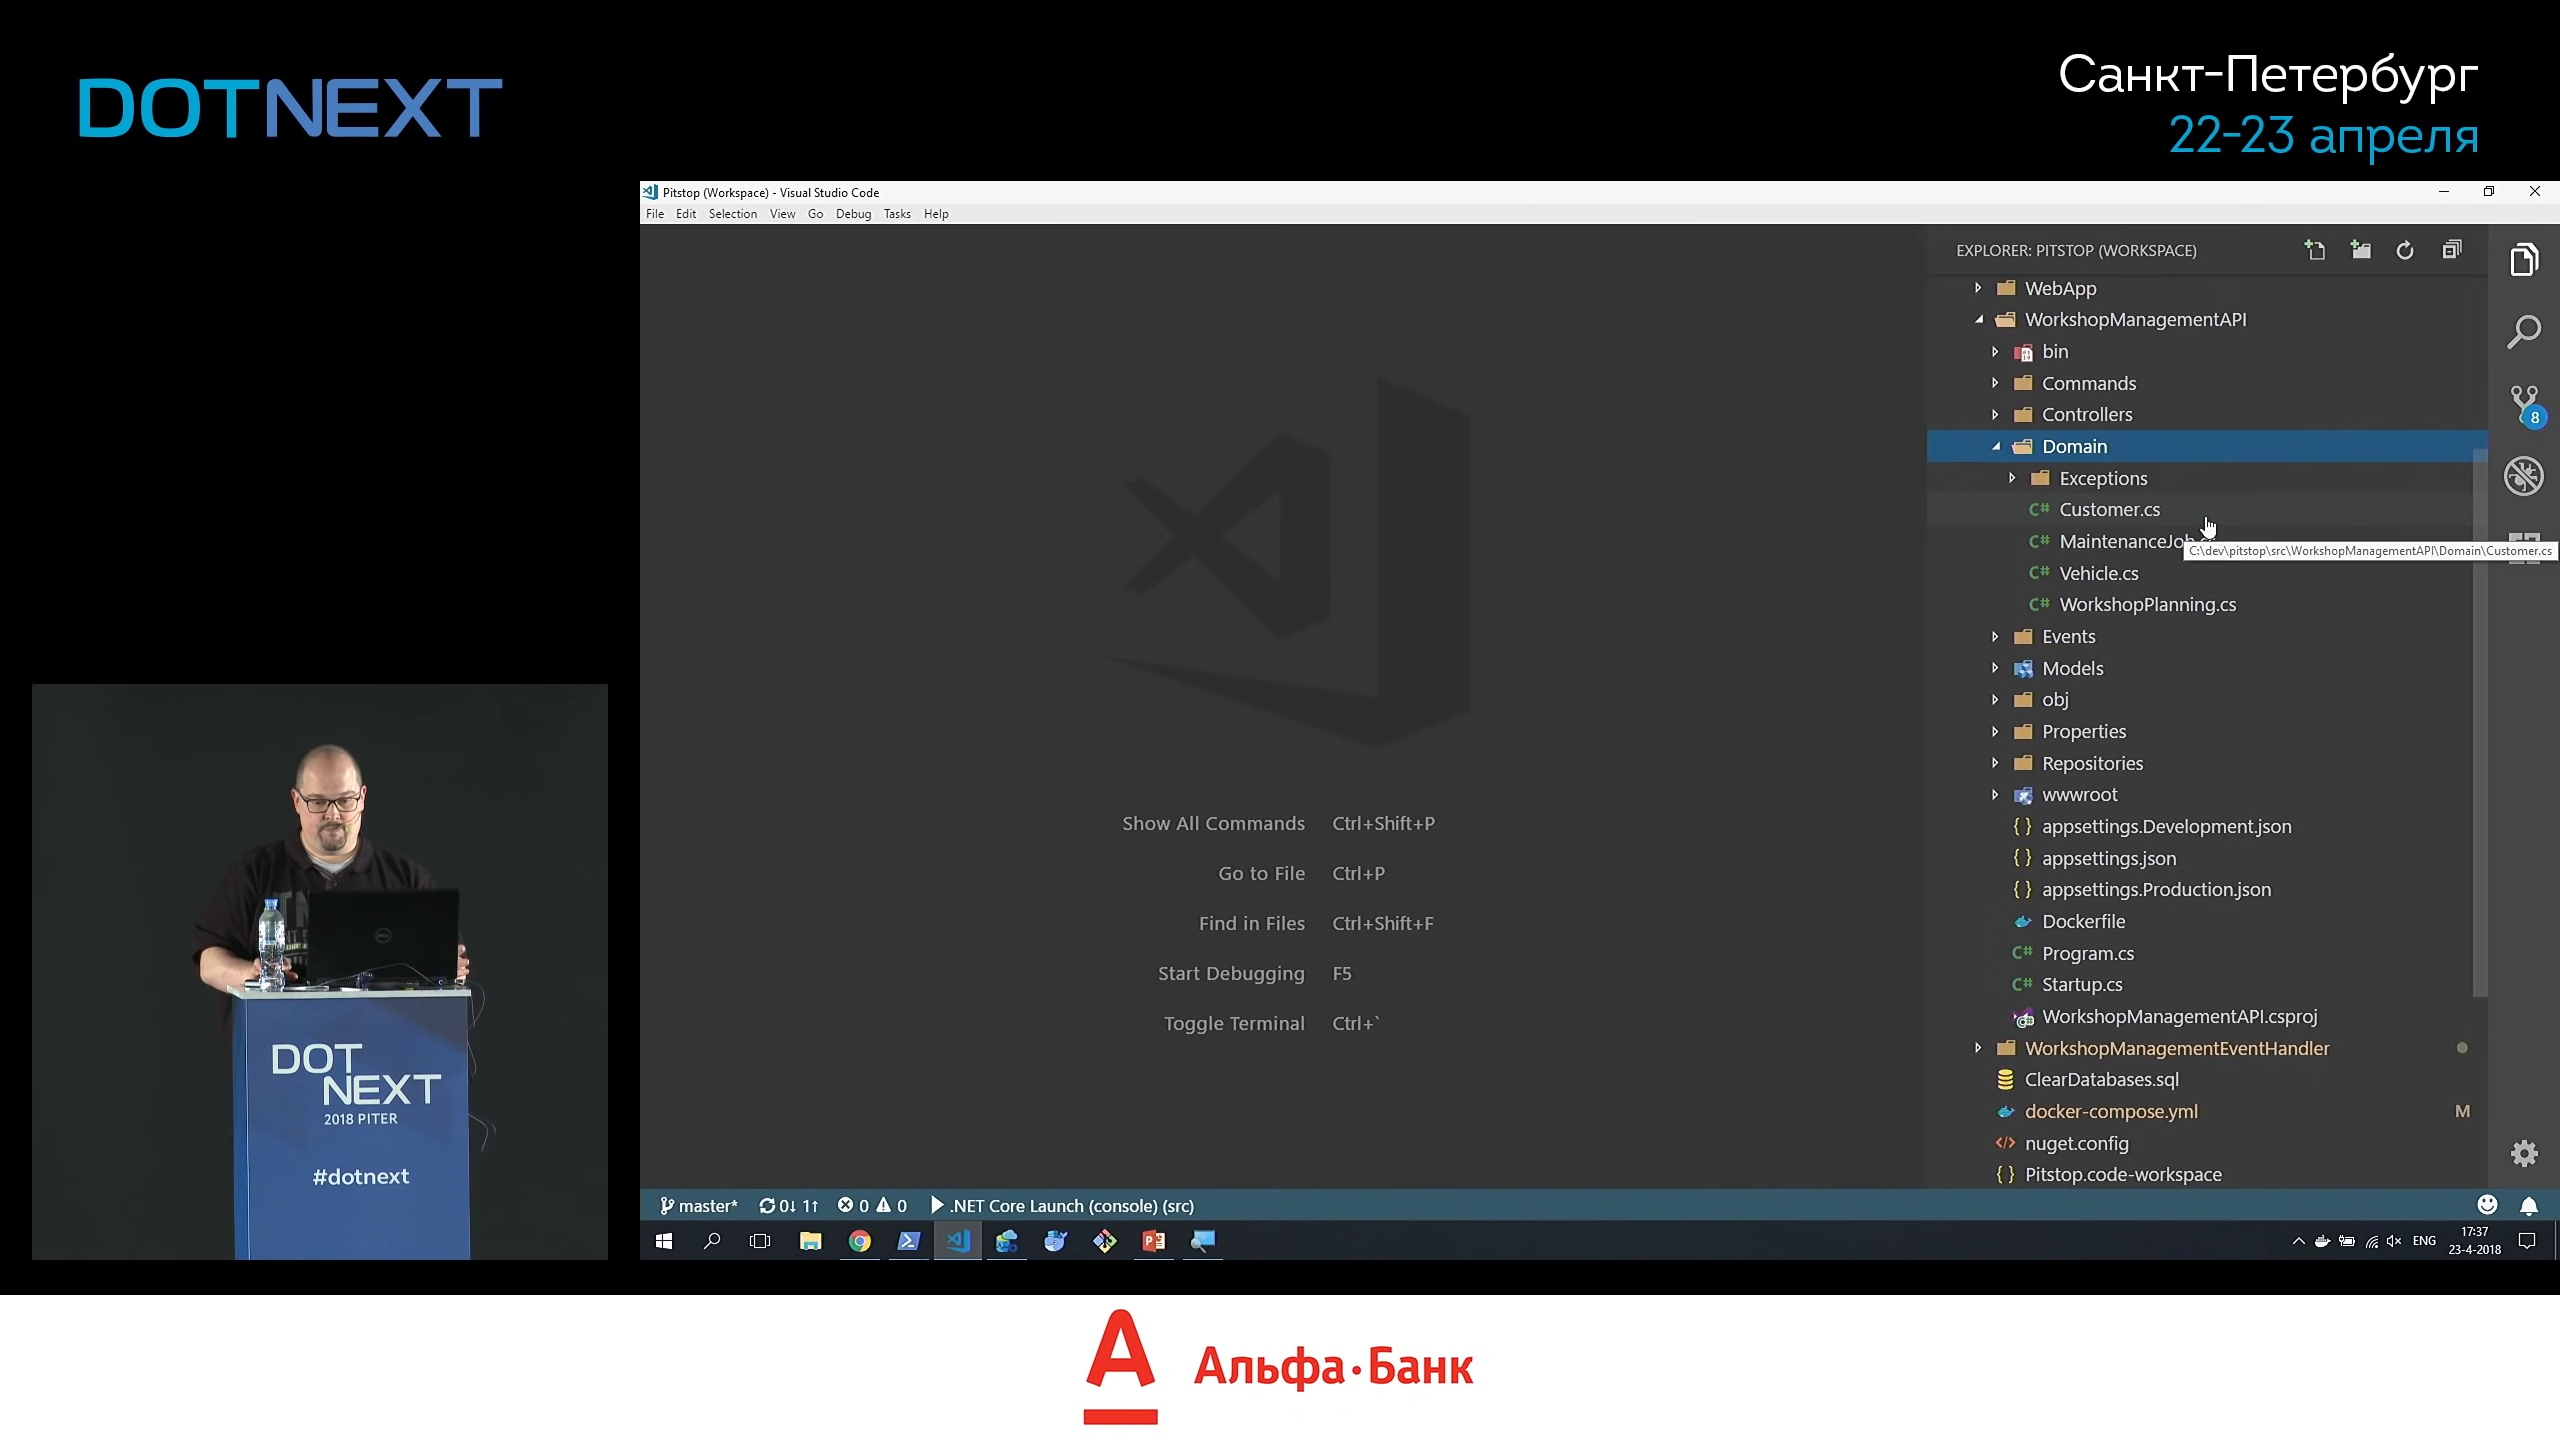 DOTNEXT
Санкт-Петербург
22-23 апреля
Pitstop (Workspace) - Visual Studio Code
File Edit Selection View Go Debug Tasks Help
EXPLORER: PITSTOP (WORKSPACE)
WebApp
WorkshopManagementAPI
bin
Commands
Controllers
8
Domain
Exceptions
C# Customer.cs
C# MaintenanceJob.c
C:\dev\pitstop\src\WorkshopManagementAPI\Domain\Customer.cs
C# Vehicle.cs
C# WorkshopPlanning.cs
Events
Models
obj
Properties
Repositories
wwwroot
{ } appsettings.Development.json
{ } appsettings.json
{ } appsettings.Production.json
Dockerfile
C# Program.cs
C# Startup.cs
WorkshopManagementAPI.csproj
WorkshopManagementEventHandler
ClearDatabases.sql
docker-compose.yml M
nuget.config
{ } Pitstop.code-workspace
Show All Commands Ctrl+Shift+P
Go to File Ctrl+P
Find in Files Ctrl+Shift+F
Start Debugging F5
Toggle Terminal Ctrl+`
master* 0↓ 1↑ 0 0 .NET Core Launch (console) (src)
ENG
17:37
23-4-2018
DELL
DOT
NEXT
2018 PITER
#dotnext
Альфа·Банк